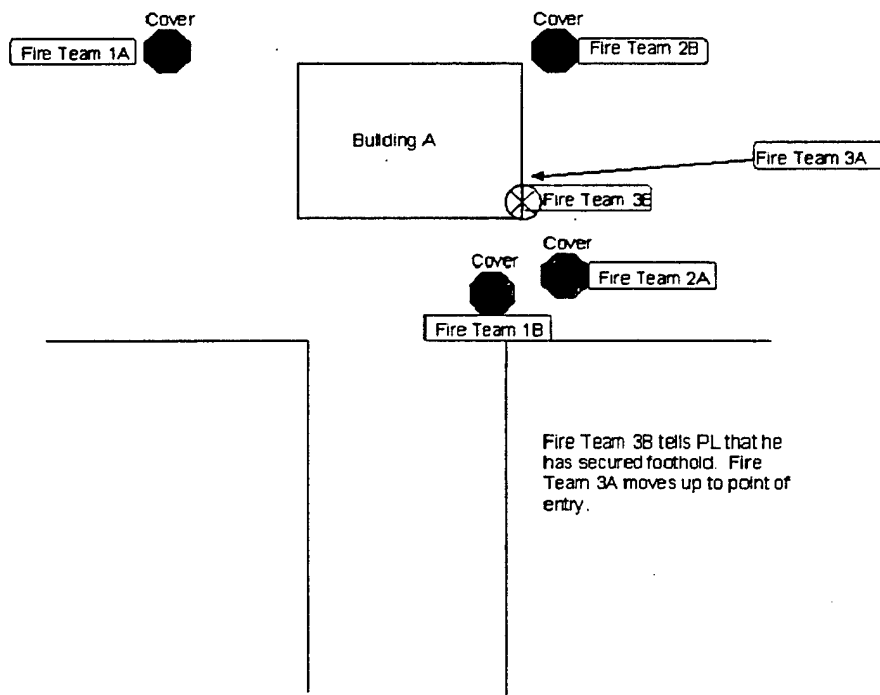 Cover
Cover
Fire Team 1A
Fire Team 2B
Building A
Fire Team 3A
Fire Team 3B
Cover
Cover
Fire Team 2A
Fire Team 1B
Fire Team 3B tells PL that he
has secured foothold. Fire
Team 3A moves up to point of
entry.